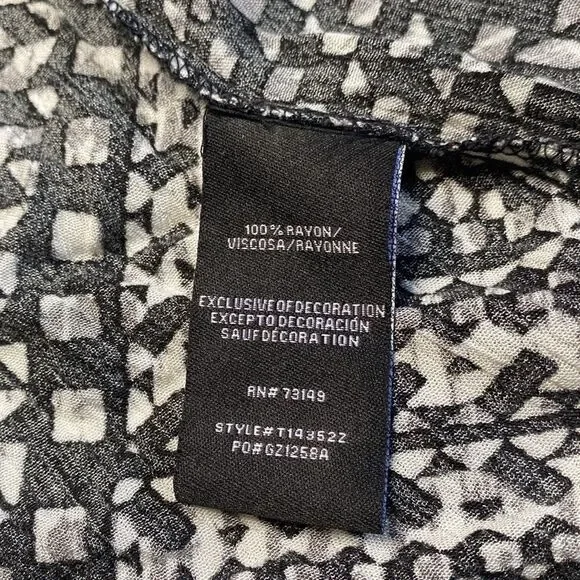 100% RAYON/
VISCOSA/RAYONNE
EXCLUSIVE OF DECORATION
EXCEPTO DECORACIÓN
SAUF DÉCORATION
RN# 73149
STYLE# T143522
PO# GZ1258A